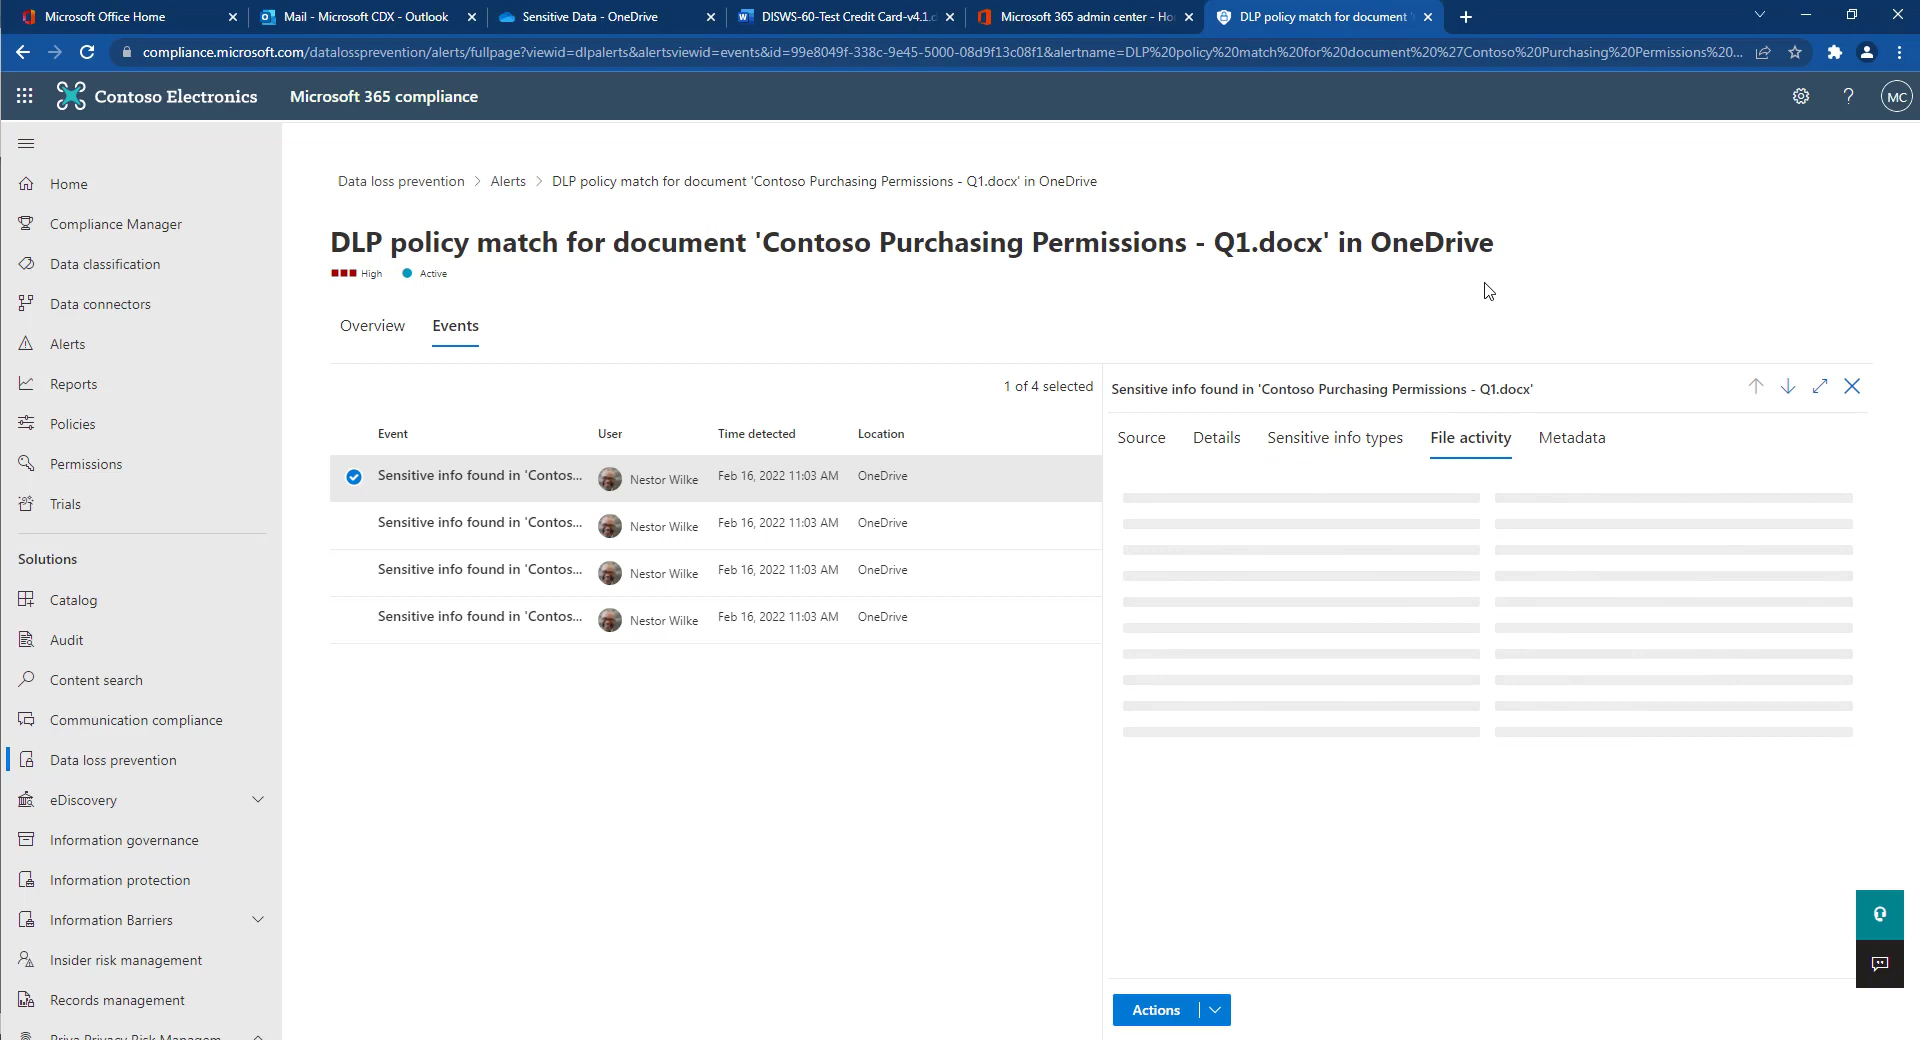 Microsoft Office Home
Mail - Microsoft CDX - Outlook
Sensitive Data - OneDrive
DISWS-60-Test Credit Card-v4.1.d
Microsoft 365 admin center - Ho
DLP policy match for document '
compliance.microsoft.com/datalossprevention/alerts/fullpage?viewid=dlpalerts&alertsviewid=events&id=99e8049f-338c-9e45-5000-08d9f13c08f1&alertname=DLP%20policy%20match%20for%20document%20%27Contoso%20Purchasing%20Permissions%20...
Contoso Electronics
Microsoft 365 compliance
?
MC
Home
Compliance Manager
Data classification
Data connectors
Alerts
Reports
Policies
Permissions
Trials
Solutions
Catalog
Audit
Content search
Communication compliance
Data loss prevention
eDiscovery
Information governance
Information protection
Information Barriers
Insider risk management
Records management
Priva Privacy Risk Managem
Data loss prevention > Alerts > DLP policy match for document 'Contoso Purchasing Permissions - Q1.docx' in OneDrive
DLP policy match for document 'Contoso Purchasing Permissions - Q1.docx' in OneDrive
High Active
Overview Events
1 of 4 selected
Event User Time detected Location
Sensitive info found in 'Contos... Nestor Wilke Feb 16, 2022 11:03 AM OneDrive
Sensitive info found in 'Contos... Nestor Wilke Feb 16, 2022 11:03 AM OneDrive
Sensitive info found in 'Contos... Nestor Wilke Feb 16, 2022 11:03 AM OneDrive
Sensitive info found in 'Contos... Nestor Wilke Feb 16, 2022 11:03 AM OneDrive
Sensitive info found in 'Contoso Purchasing Permissions - Q1.docx'
Source Details Sensitive info types File activity Metadata
Actions